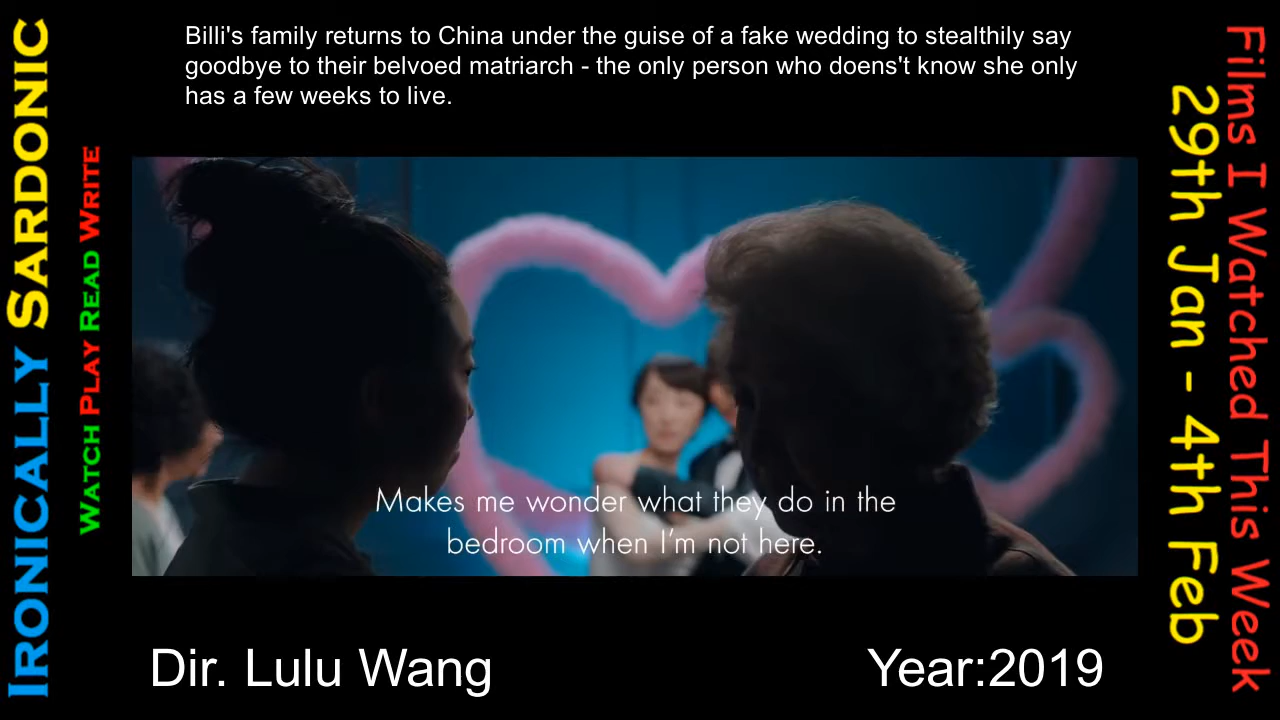 IRONICALLY SARDONIC
WATCH PLAY READ WRITE
Billi's family returns to China under the guise of a fake wedding to stealthily say
goodbye to their belvoed matriarch - the only person who doens't know she only
has a few weeks to live.
Makes me wonder what they do in the
bedroom when I'm not here.
Dir. Lulu Wang
Year:2019
Films I Watched This Week
29th Jan - 4th Feb